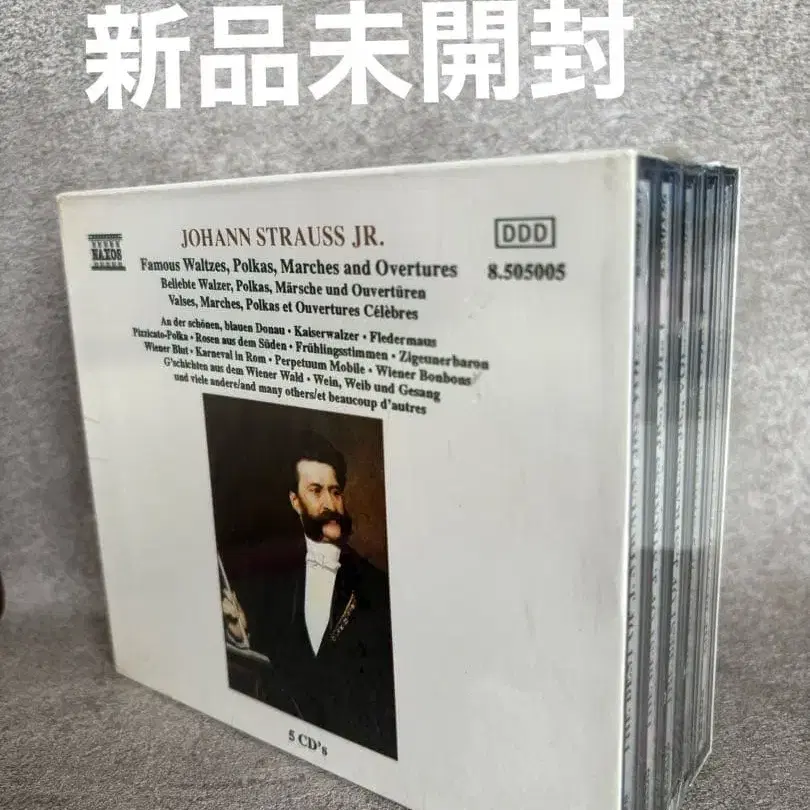 新品未開封
NAXOS
JOHANN STRAUSS JR.
DDD
Famous Waltzes, Polkas, Marches and Overtures
8.505005
Beliebte Walzer, Polkas, Märsche und Ouvertüren
Valses, Marches, Polkas et Ouvertures Célèbres
An der schönen, blauen Donau • Kaiserwalzer • Fledermaus
Pizzicato-Polka • Rosen aus dem Süden • Frühlingsstimmen • Zigeunerbaron
Wiener Blut • Karneval in Rom • Perpetuum Mobile • Wiener Bonbons
G'schichten aus dem Wiener Wald • Wein, Weib und Gesang
und viele andere/and many others/et beaucoup d'autres
5 CD's